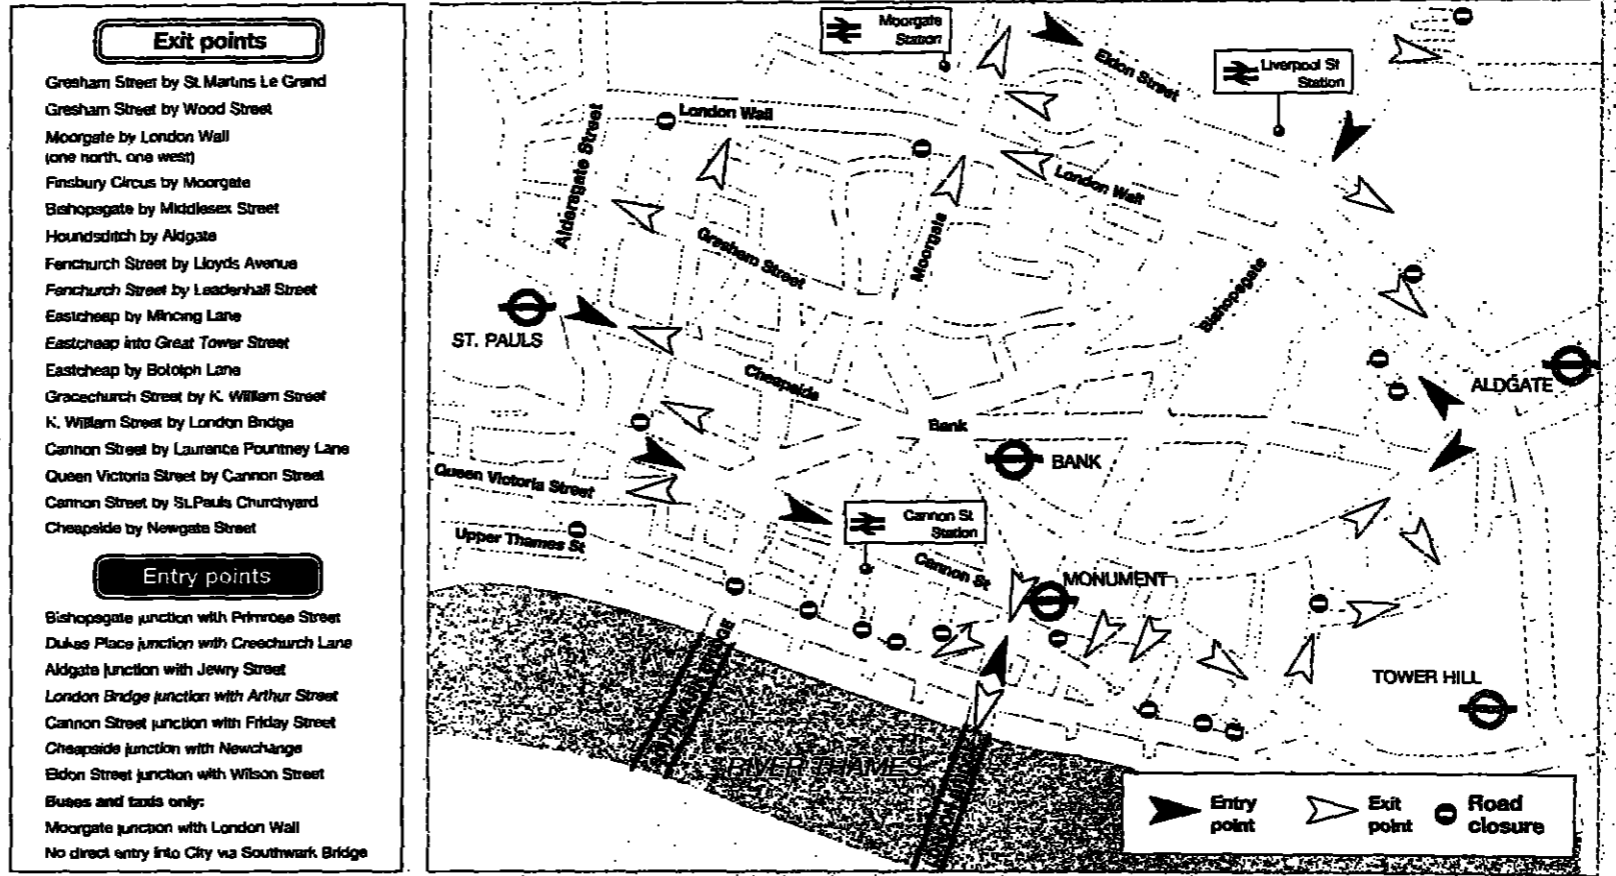 Exit points
Gresham Street by St Martins Le Grand
Gresham Street by Wood Street
Moorgate by London Wall
(one north, one west)
Finsbury Circus by Moorgate
Bishopsgate by Middlesex Street
Houndsditch by Aldgate
Fenchurch Street by Lloyds Avenue
Fenchurch Street by Leadenhall Street
Eastcheap by Mincing Lane
Eastcheap into Great Tower Street
Eastcheap by Botolph Lane
Gracechurch Street by K. William Street
K. William Street by London Bridge
Cannon Street by Laurence Pountney Lane
Queen Victoria Street by Cannon Street
Cannon Street by St.Pauls Churchyard
Cheapside by Newgate Street
Entry points
Bishopsgate junction with Primrose Street
Dukes Place junction with Creechurch Lane
Aldgate junction with Jewry Street
London Bridge junction with Arthur Street
Cannon Street junction with Friday Street
Cheapside junction with Newchange
Eldon Street junction with Wilson Street
Buses and taxis only:
Moorgate junction with London Wall
No direct entry into City via Southwark Bridge
Moorgate
Station
Eldon Street
Liverpool St
Station
London Wall
Aldersgate Street
London Wall
Gresham Street
Moorgate
Bishopsgate
ST. PAULS
Cheapside
ALDGATE
Bank
BANK
Queen Victoria Street
Cannon St
Station
Upper Thames St
Cannon St
MONUMENT
SOUTHWARK BRIDGE
TOWER HILL
RIVER THAMES
LONDON BRIDGE
Entry
point
Exit
point
Road
closure